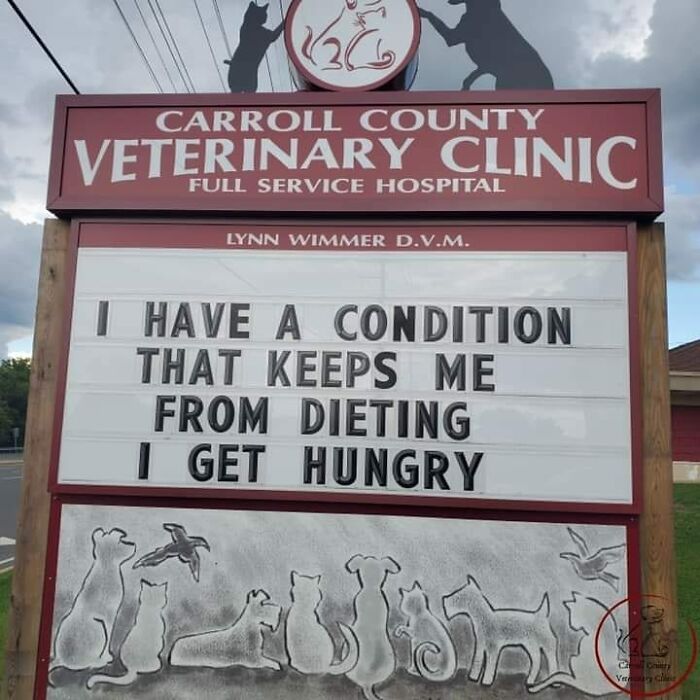 CARROLL COUNTY
VETERINARY CLINIC
FULL SERVICE HOSPITAL
LYNN WIMMER D.V.M.
I HAVE A CONDITION
THAT KEEPS ME
FROM DIETING
I GET HUNGRY
Carroll County
Veterinary Clinic